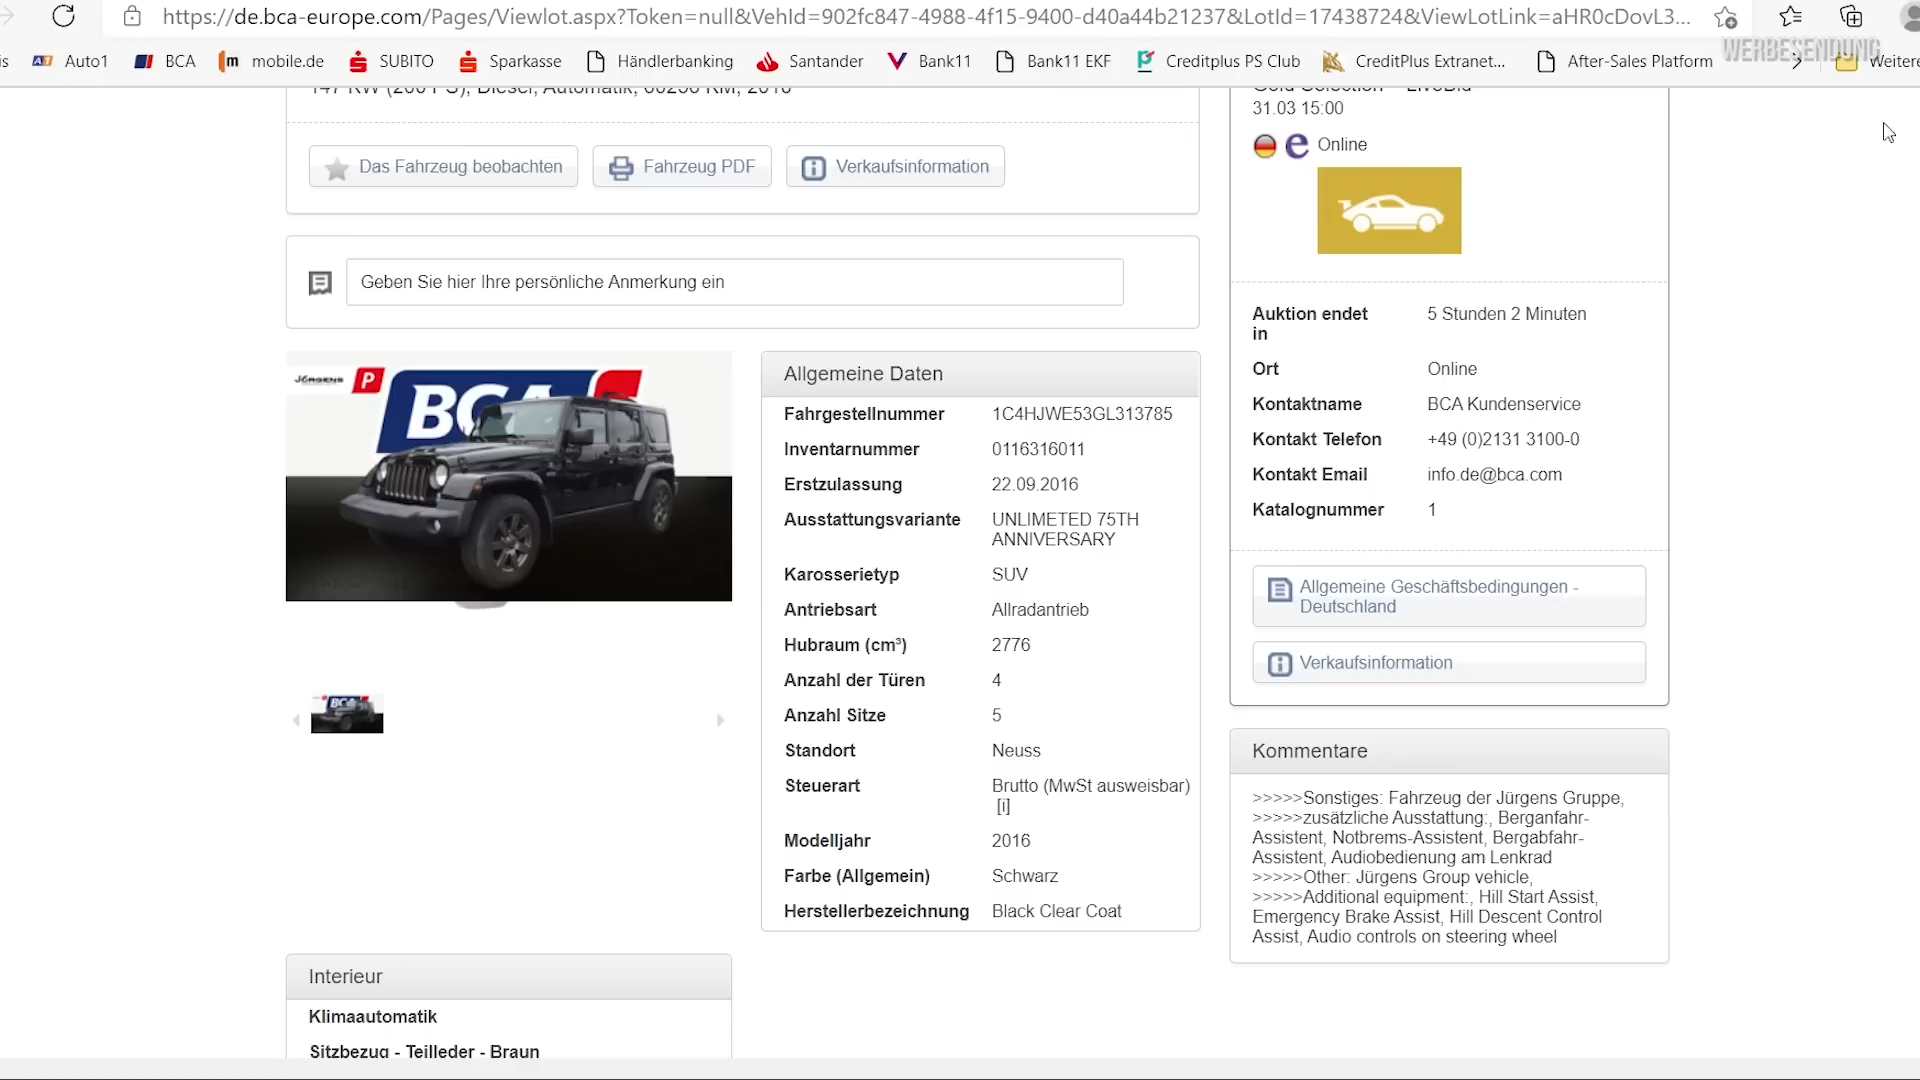 https://de.bca-europe.com/Pages/Viewlot.aspx?Token=null&VehId=902fc847-4988-4f15-9400-d40a44b21237&LotId=17438724&ViewLotLink=aHR0cDovL3...
WERBESENDUNG
Auto1 BCA mobile.de SUBITO Sparkasse Händlerbanking Santander Bank11 Bank11 EKF Creditplus PS Club CreditPlus Extranet... After-Sales Platform Weitere
31.03 15:00
Online
Das Fahrzeug beobachten
Fahrzeug PDF
Verkaufsinformation
Geben Sie hier Ihre persönliche Anmerkung ein
JÜRGENS P
BCA
BCA
Allgemeine Daten
Fahrgestellnummer 1C4HJWE53GL313785
Inventarnummer 0116316011
Erstzulassung 22.09.2016
Ausstattungsvariante UNLIMETED 75TH
ANNIVERSARY
Karosserietyp SUV
Antriebsart Allradantrieb
Hubraum (cm³) 2776
Anzahl der Türen 4
Anzahl Sitze 5
Standort Neuss
Steuerart Brutto (MwSt ausweisbar)
[i]
Modelljahr 2016
Farbe (Allgemein) Schwarz
Herstellerbezeichnung Black Clear Coat
Interieur
Klimaautomatik
Sitzbezug - Teilleder - Braun
Auktion endet 5 Stunden 2 Minuten
in
Ort Online
Kontaktname BCA Kundenservice
Kontakt Telefon +49 (0)2131 3100-0
Kontakt Email info.de@bca.com
Katalognummer 1
Allgemeine Geschäftsbedingungen -
Deutschland
Verkaufsinformation
Kommentare
>>>>>Sonstiges: Fahrzeug der Jürgens Gruppe,
>>>>>zusätzliche Ausstattung:, Berganfahr-
Assistent, Notbrems-Assistent, Bergabfahr-
Assistent, Audiobedienung am Lenkrad
>>>>>Other: Jürgens Group vehicle,
>>>>>Additional equipment:, Hill Start Assist,
Emergency Brake Assist, Hill Descent Control
Assist, Audio controls on steering wheel